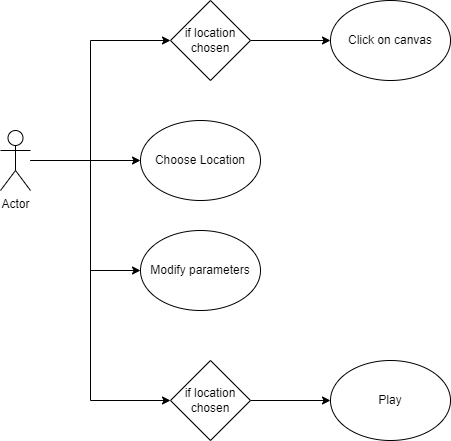 if location
chosen
Click on canvas
Choose Location
Actor
Modify parameters
if location
chosen
Play